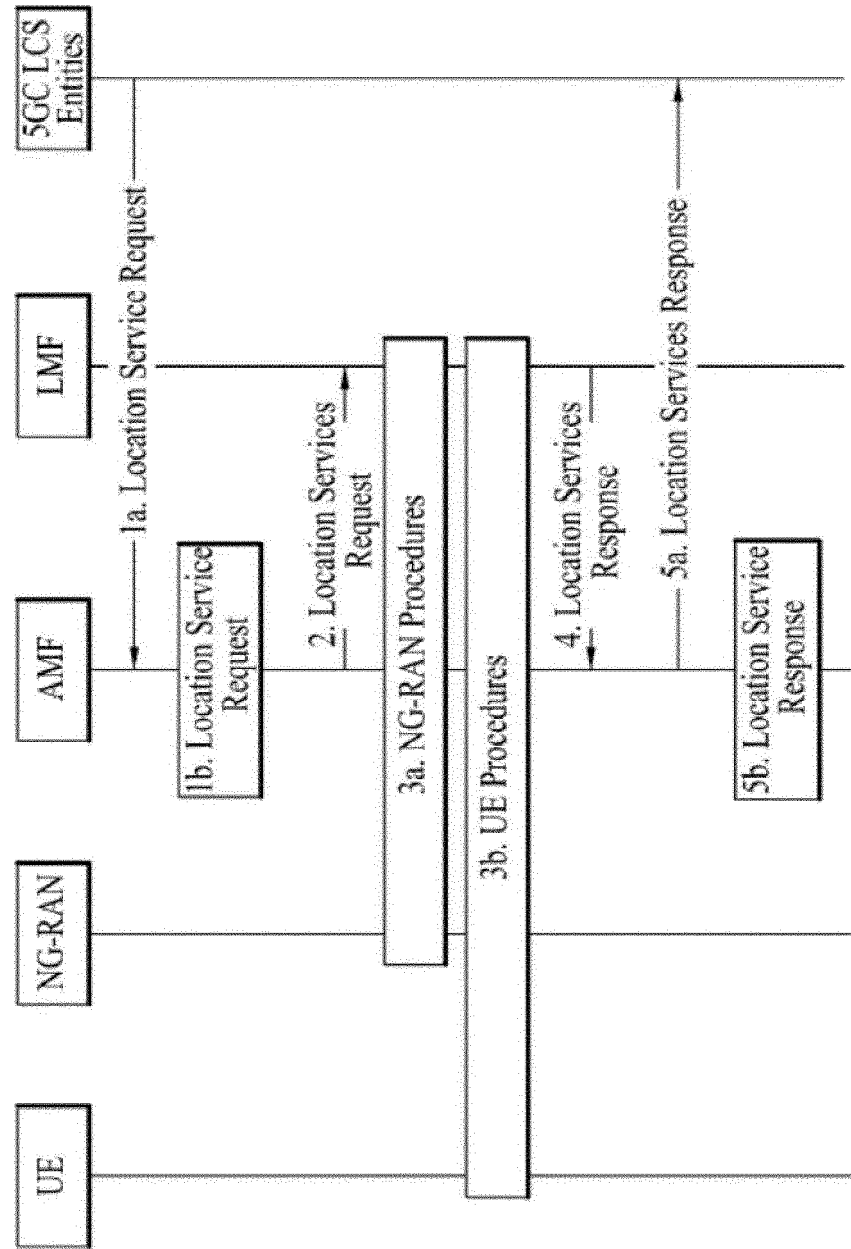 UE
NG-RAN
AMF
LMF
5GC LCS
Entities
1a. Location Service Request
1b. Location Service
Request
2. Location Services
Request
3a. NG-RAN Procedures
3b. UE Procedures
4. Location Services
Response
5a. Location Services Response
5b. Location Service
Response